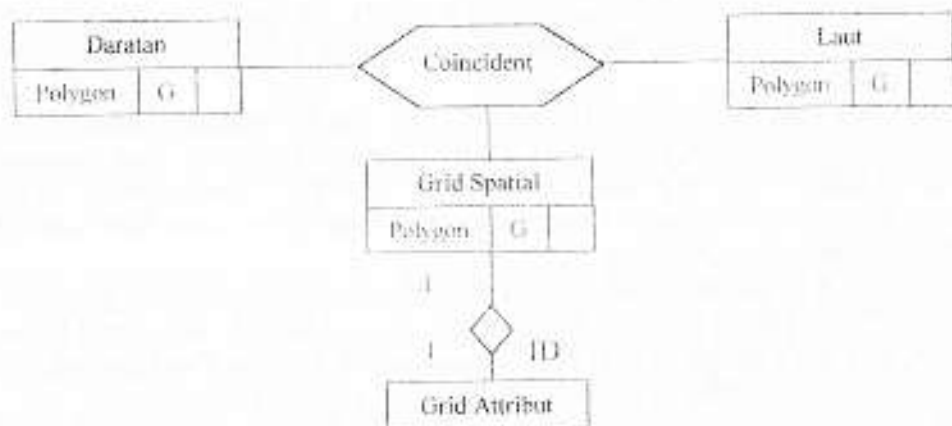 Daratan
Polygon G
Coincident
Laut
Polygon G
Grid Spatial
Polygon G
1
1 ID
Grid Attribut